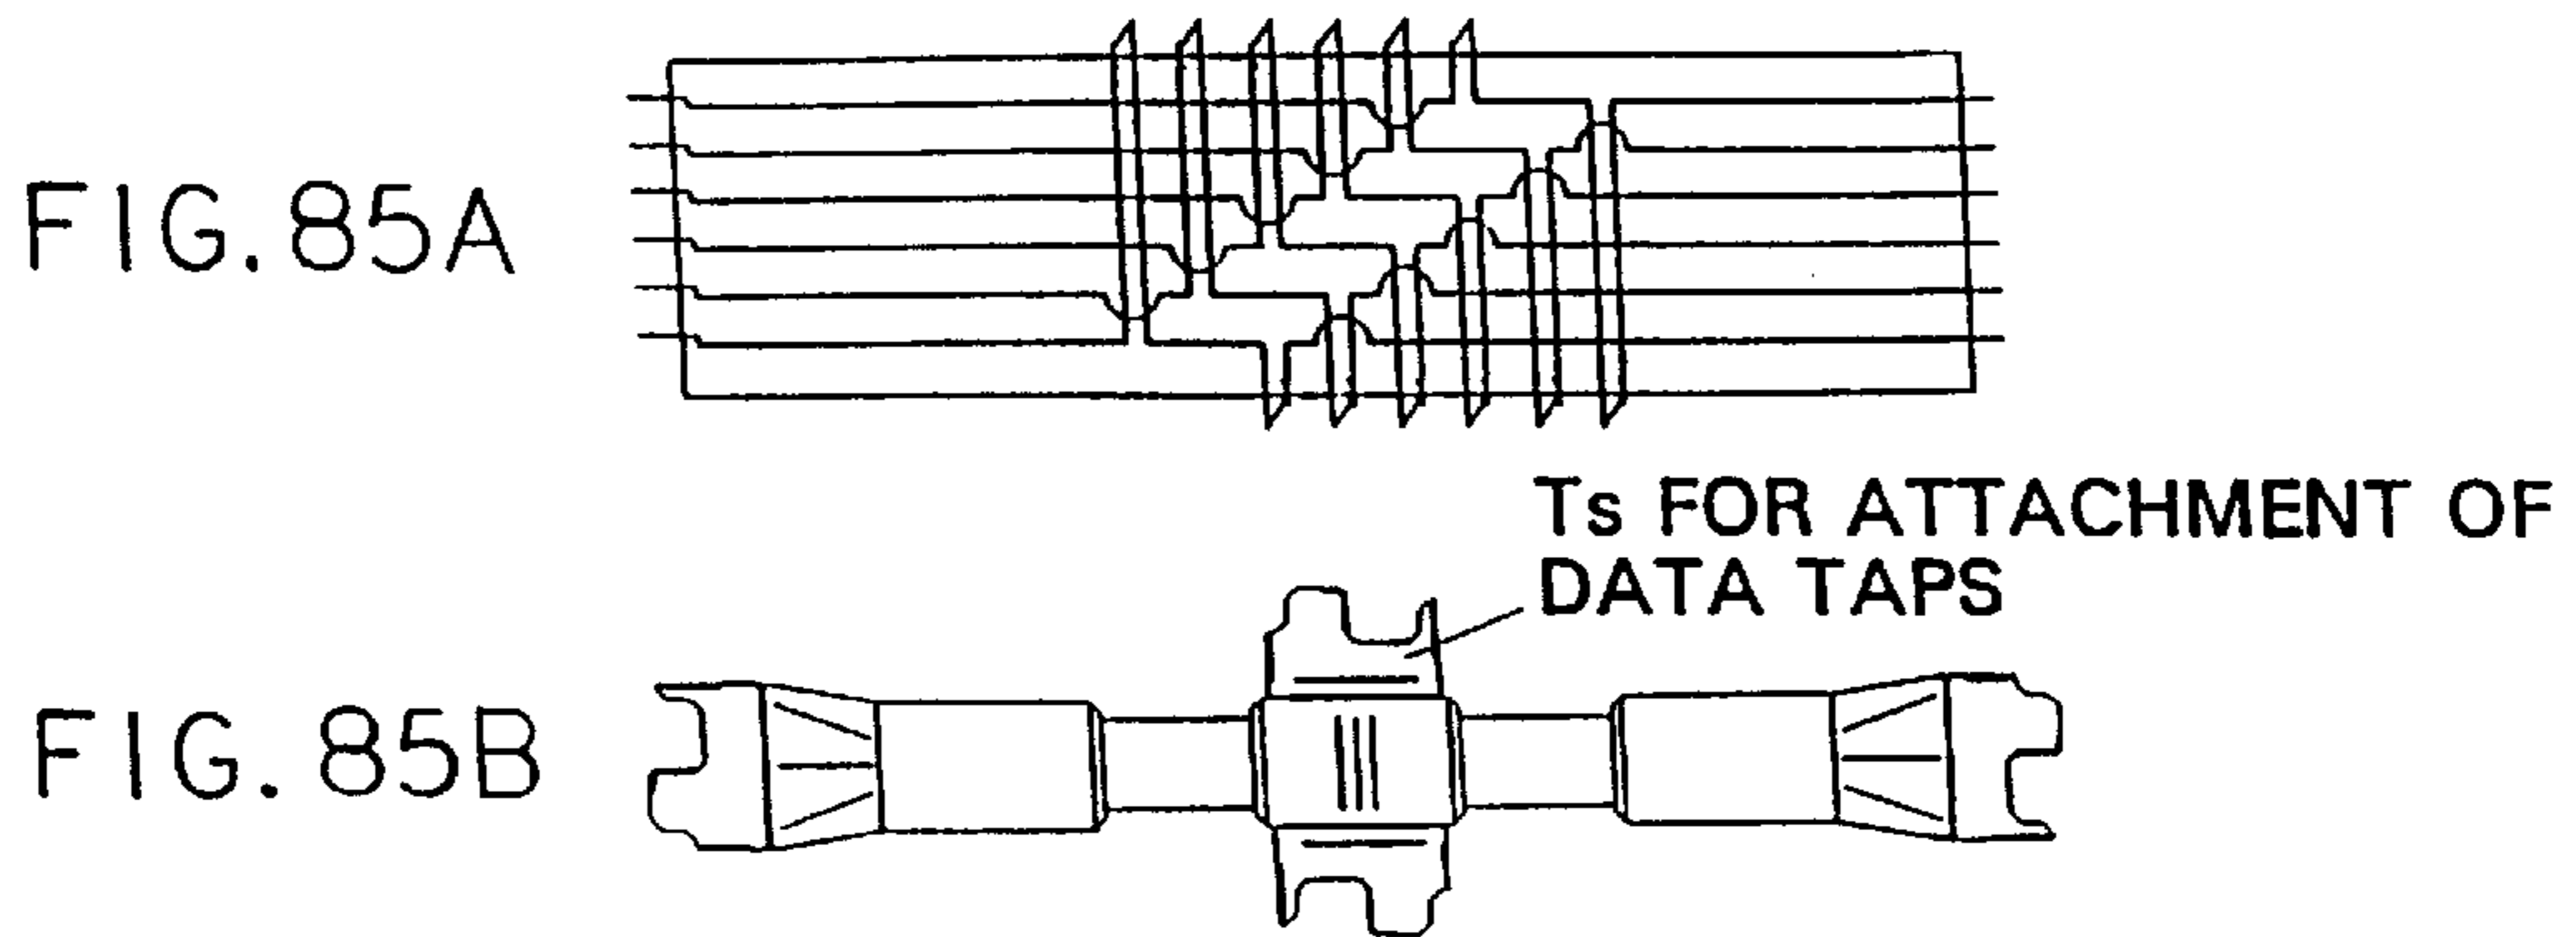 FIG. 85A
Ts FOR ATTACHMENT OF
DATA TAPS
FIG. 85B